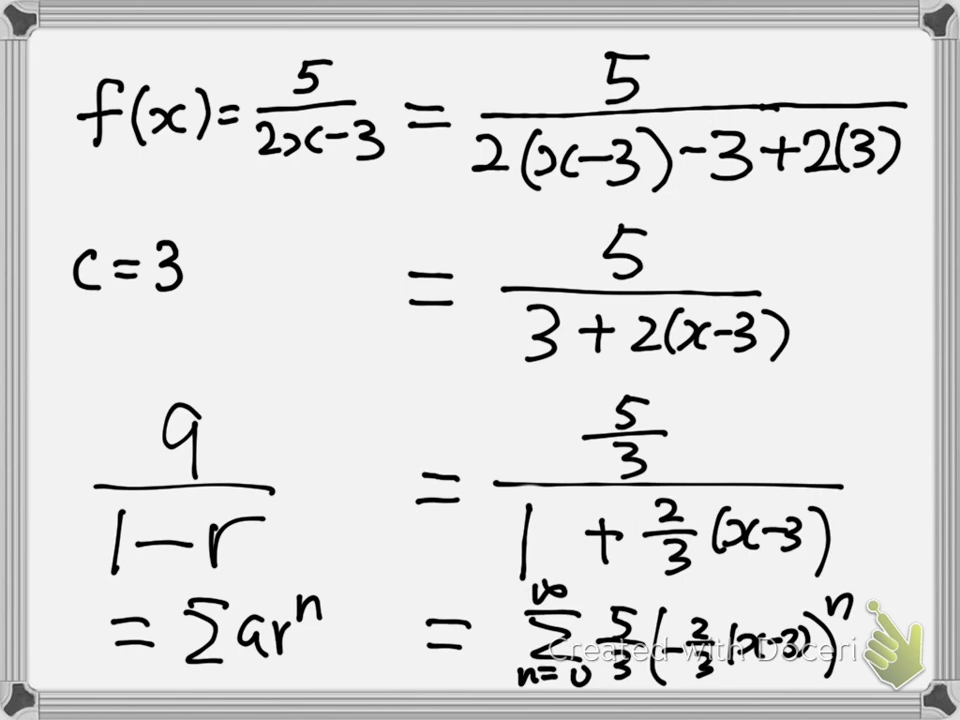 f(x) = 5/(2x-3) = 5/(2(x-3)-3+2(3))
c = 3 = 5/(3+2(x-3))
a/(1-r) = (5/3)/(1 + 2/3 (x-3))
= Σar^n = Σ_{n=0}^{∞} 5/3 (-2/3 (x-3))^n
Created with Doceri